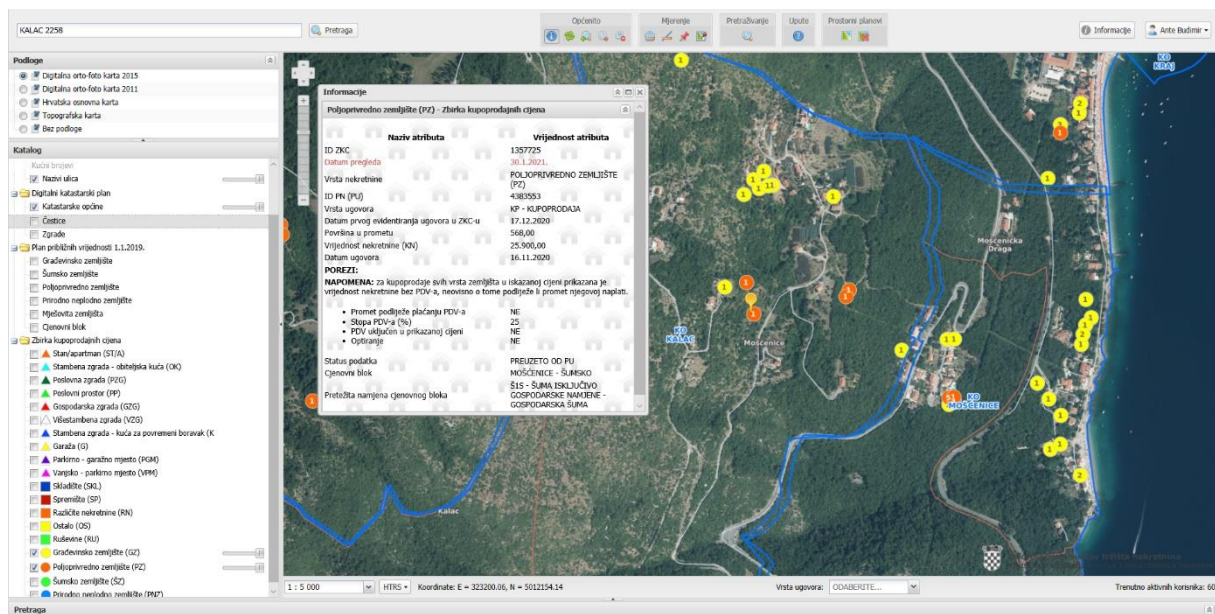 KALAC 2258
Pretraga
Općenito
Mjerenje
Pretraživanje
Upute
Prostorni planovi
Informacije
Ante Budimir
Podloge
Digitalna orto-foto karta 2015
Digitalna orto-foto karta 2011
Hrvatska osnovna karta
Topografska karta
Bez podloge
Katalog
Kućni brojevi
Nazivi ulica
Digitalni katastarski plan
Katastarske općine
Čestice
Zgrade
Plan približnih vrijednosti 1.1.2019.
Građevinsko zemljište
Šumsko zemljište
Poljoprivredno zemljište
Prirodno neplodno zemljište
Mješovita zemljište
Cjenovni blok
Zbirka kupoprodajnih cijena
Stan/apartman (ST/A)
Stambena zgrada - obiteljska kuća (OK)
Poslovna zgrada (PZG)
Poslovni prostor (PP)
Gospodarska zgrada (GZG)
Višestambena zgrada (VZG)
Stambena zgrada - kuća za povremeni boravak (K
Garaža (G)
Parkirno - garažno mjesto (PGM)
Vanjsko - parkirno mjesto (VPM)
Skladište (SKL)
Spremište (SP)
Različite nekretnine (RN)
Ostalo (OS)
Ruševine (RU)
Građevinsko zemljište (GZ)
Poljoprivredno zemljište (PZ)
Šumsko zemljište (ŠZ)
Prirodno neplodno zemljište (PNZ)
Pretraga
Informacije
Poljoprivredno zemljište (PZ) - Zbirka kupoprodajnih cijena
Naziv atributa Vrijednost atributa
ID ZKC 1357725
Datum pregleda 30.1.2021.
Vrsta nekretnine POLJOPRIVREDNO ZEMLJIŠTE
(PZ)
ID PN (PU) 4383553
Vrsta ugovora KP - KUPOPRODAJA
Datum prvog evidentiranja ugovora u ZKC-u 17.12.2020
Površina u prometu 568,00
Vrijednost nekretnine (KN) 25.900,00
Datum ugovora 16.11.2020
POREZI:
NAPOMENA: za kupoprodaje svih vrsta zemljišta u iskazanoj cijeni prikazana je
vrijednost nekretnine bez PDV-a, neovisno o tome podliježe li promet njegovoj naplati.
Promet podliježe plaćanju PDV-a NE
Stopa PDV-a (%) 25
PDV uključen u prikazanoj cijeni NE
Optiranje NE
Status podatka PREUZETO OD PU
Cjenovni blok MOŠĆENICE - ŠUMSKO
Pretežita namjena cjenovnog bloka Š1S - ŠUMA ISKLJUČIVO
GOSPODARSKE NAMJENE -
GOSPODARSKA ŠUMA
KO
KRAJ
Mošćenička
Draga
KO
KALAC
Mošćenice
KO
MOŠĆENICE
Kalac
1 : 5 000
HTRS
Koordinate: E = 323200.06, N = 5012154.14
Vrsta ugovora:
ODABERITE...
Trenutno aktivnih korisnika: 60